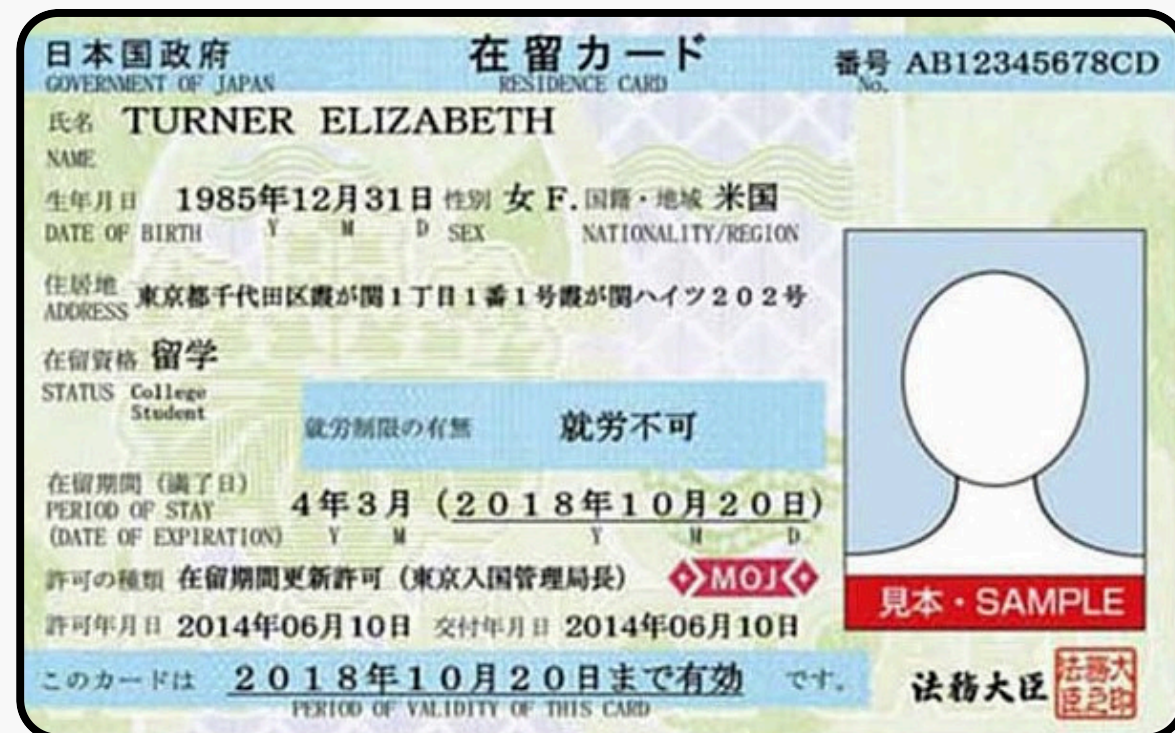 日本国政府 在留カード 番号 AB12345678CD
GOVERNMENT OF JAPAN RESIDENCE CARD No.
氏名 TURNER ELIZABETH
NAME
生年月日 1985年12月31日 性別 女 F. 国籍・地域 米国
DATE OF BIRTH Y M D SEX NATIONALITY/REGION
住居地 東京都千代田区霞が関1丁目1番1号霞が関ハイツ202号
ADDRESS
在留資格 留学
STATUS College
Student
就労制限の有無 就労不可
在留期間(満了日) 4年3月(2018年10月20日)
PERIOD OF STAY
(DATE OF EXPIRATION) Y M Y M D
許可の種類 在留期間更新許可(東京入国管理局長) MOJ
見本・SAMPLE
許可年月日 2014年06月10日 交付年月日 2014年06月10日
このカードは 2018年10月20日まで有効 です。
PERIOD OF VALIDITY OF THIS CARD
法務大臣 法務大臣之印